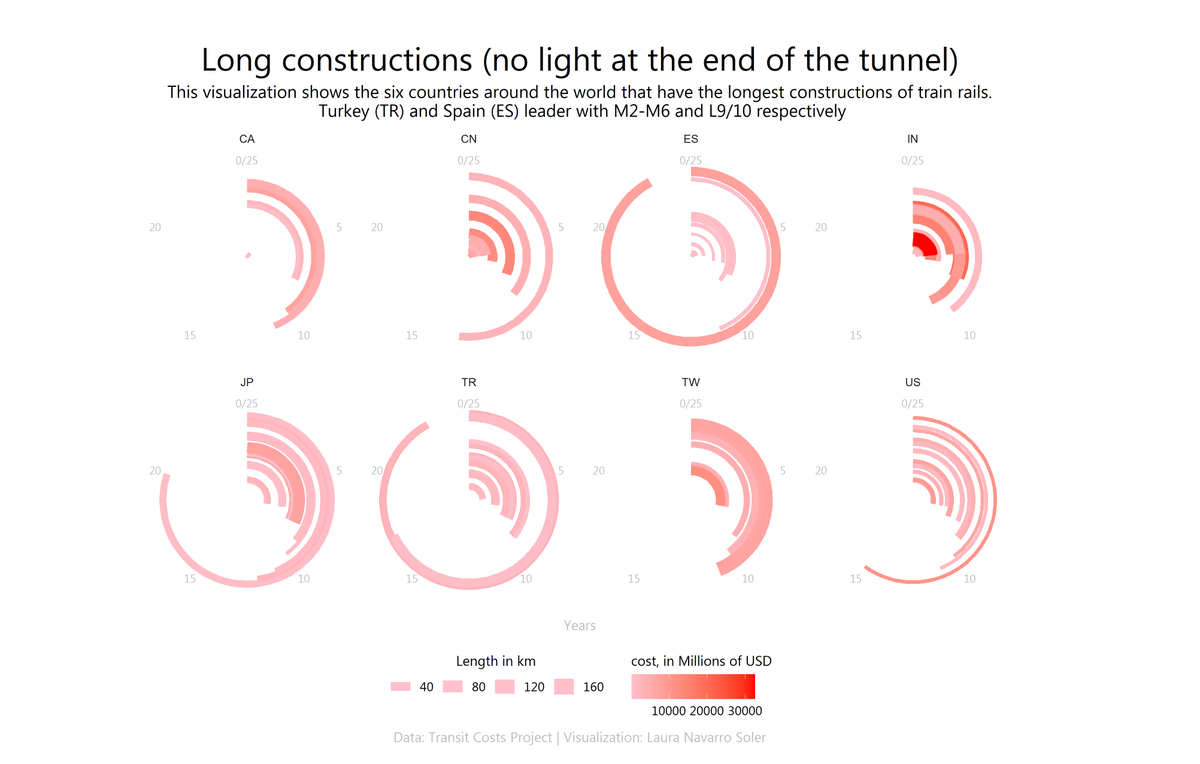 Long constructions (no light at the end of the tunnel)
This visualization shows the six countries around the world that have the longest constructions of train rails.
Turkey (TR) and Spain (ES) leader with M2-M6 and L9/10 respectively
CA CN ES IN
0/25 0/25 0/25 0/25
20 5 20 5 20 5 20
15 10 15 10 15 10 15 10
JP TR TW US
0/25 0/25 0/25 0/25
20 5 20 5 20 5 20
15 10 15 10 15 10 15 10
Years
Length in km cost, in Millions of USD
40 80 120 160
10000 20000 30000
Data: Transit Costs Project | Visualization: Laura Navarro Soler